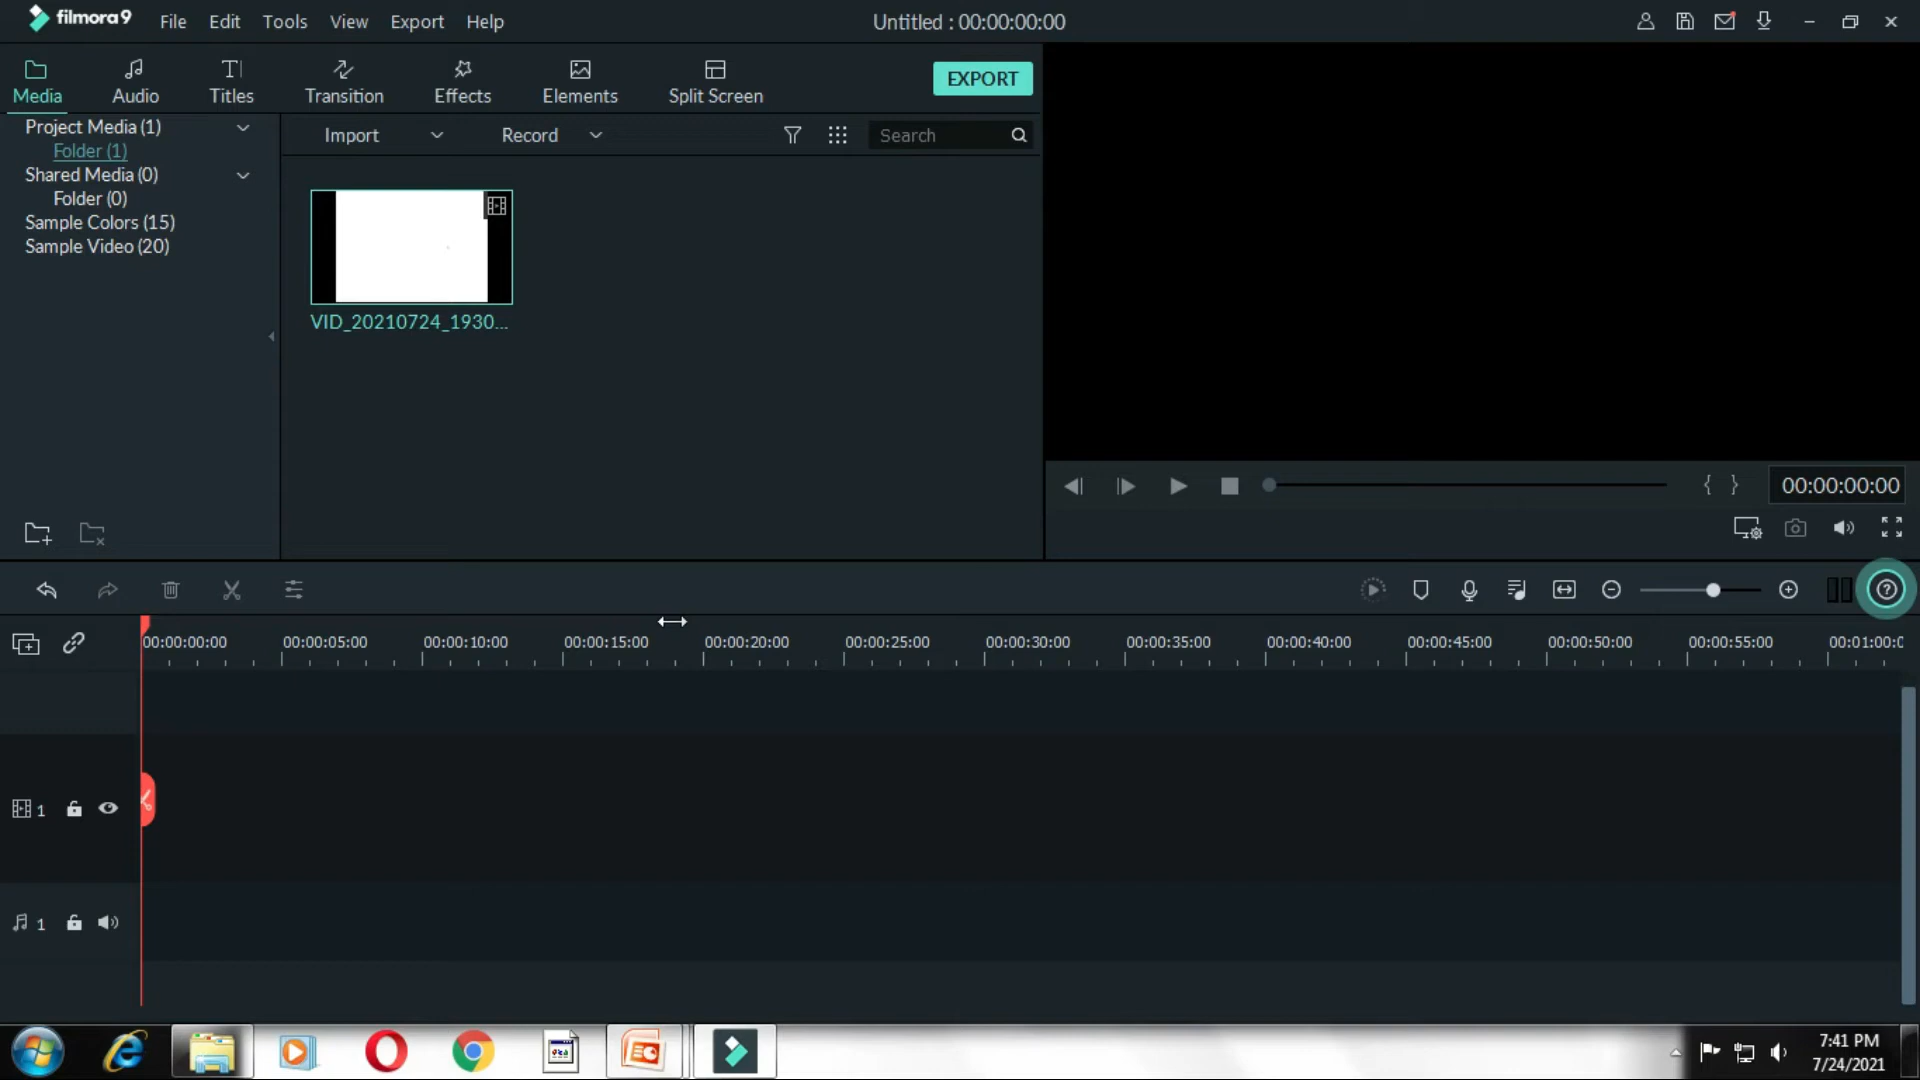 filmora9 File Edit Tools View Export Help Untitled : 00:00:00:00
Media Audio Titles Transition Effects Elements Split Screen EXPORT
Project Media (1)
Folder (1)
Shared Media (0)
Folder (0)
Sample Colors (15)
Sample Video (20)
Import Record Search
VID_20210724_1930...
00:00:00:00
00:00:00:00 00:00:05:00 00:00:10:00 00:00:15:00 00:00:20:00 00:00:25:00 00:00:30:00 00:00:35:00 00:00:40:00 00:00:45:00 00:00:50:00 00:00:55:00 00:01:00:0
1
1
7:41 PM
7/24/2021